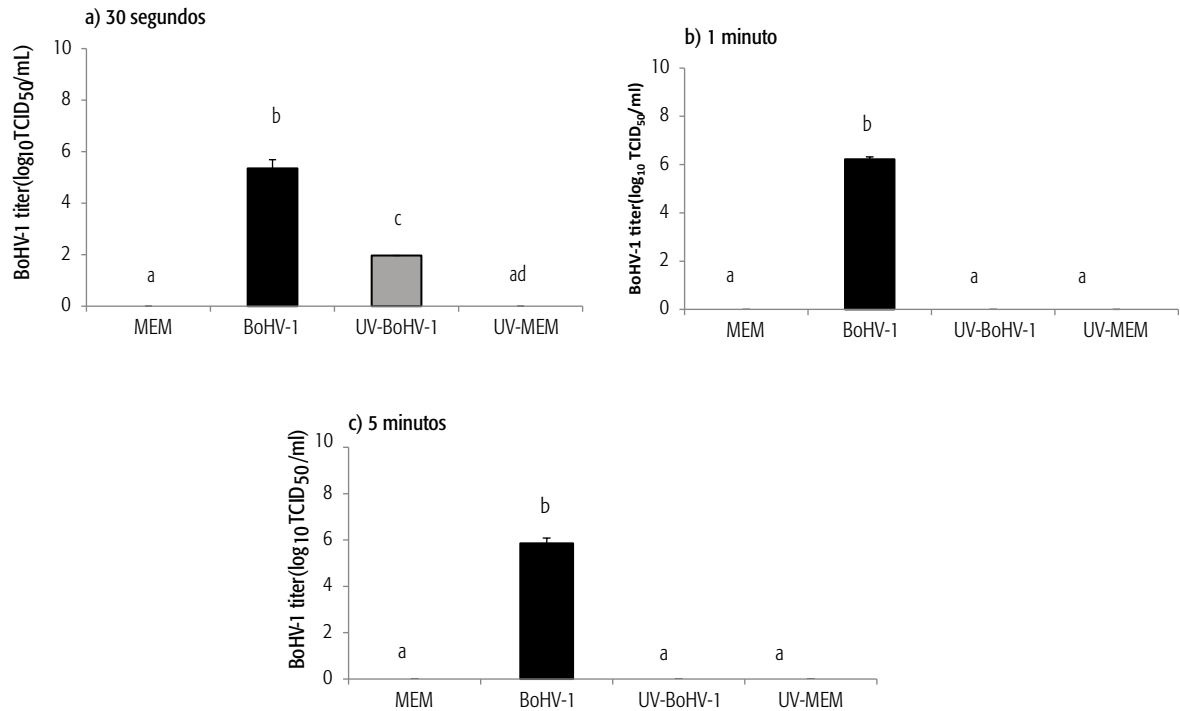 a) 30 segundos
BoHV-1 titer(log10TCID50/mL)
10
8
6
4
2
0
a
b
c
ad
MEM BoHV-1 UV-BoHV-1 UV-MEM
b) 1 minuto
BoHV-1 titer(log10 TCID50/ml)
10
8
6
4
2
0
a
b
a
a
MEM BoHV-1 UV-BoHV-1 UV-MEM
c) 5 minutos
BoHV-1 titer(log10TCID50/ml)
10
8
6
4
2
0
a
b
a
a
MEM BoHV-1 UV-BoHV-1 UV-MEM